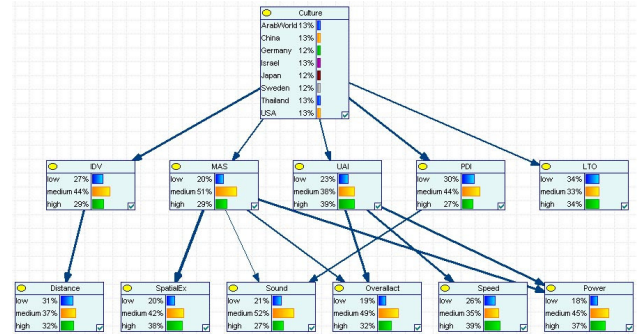 Culture
ArabWorld 13%
China 13%
Germany 12%
Israel 13%
Japan 12%
Sweden 12%
Thailand 13%
USA 13%
IDV
low 27%
medium 44%
high 29%
MAS
low 20%
medium 51%
high 29%
UAI
low 23%
medium 38%
high 39%
PDI
low 30%
medium 44%
high 27%
LTO
low 34%
medium 33%
high 34%
Distance
low 31%
medium 37%
high 32%
SpatialEx
low 20%
medium 42%
high 38%
Sound
low 21%
medium 52%
high 27%
Overallact
low 19%
medium 49%
high 32%
Speed
low 26%
medium 35%
high 39%
Power
low 18%
medium 45%
high 37%